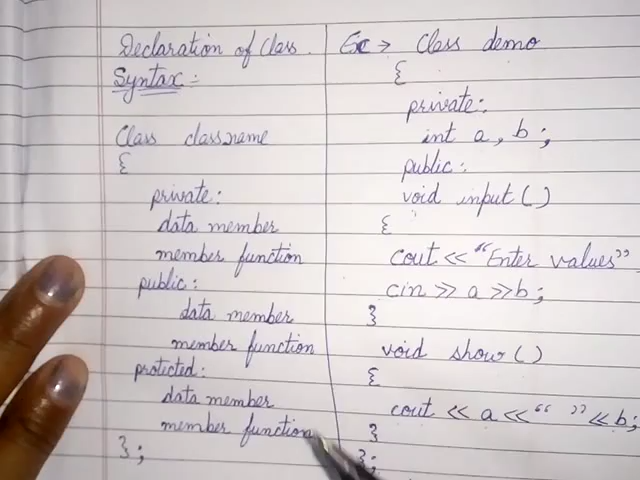 Declaration of Class.
Syntax:-
Class classname
{
private:
data member
member function
public:
data member
member function
protected:
data member
member function
};
Ex → Class demo
{
private:
int a, b;
public:
void input()
{
cout << "Enter values"
cin >> a >> b;
}
void show()
{
cout << a << " " << b;
}
};